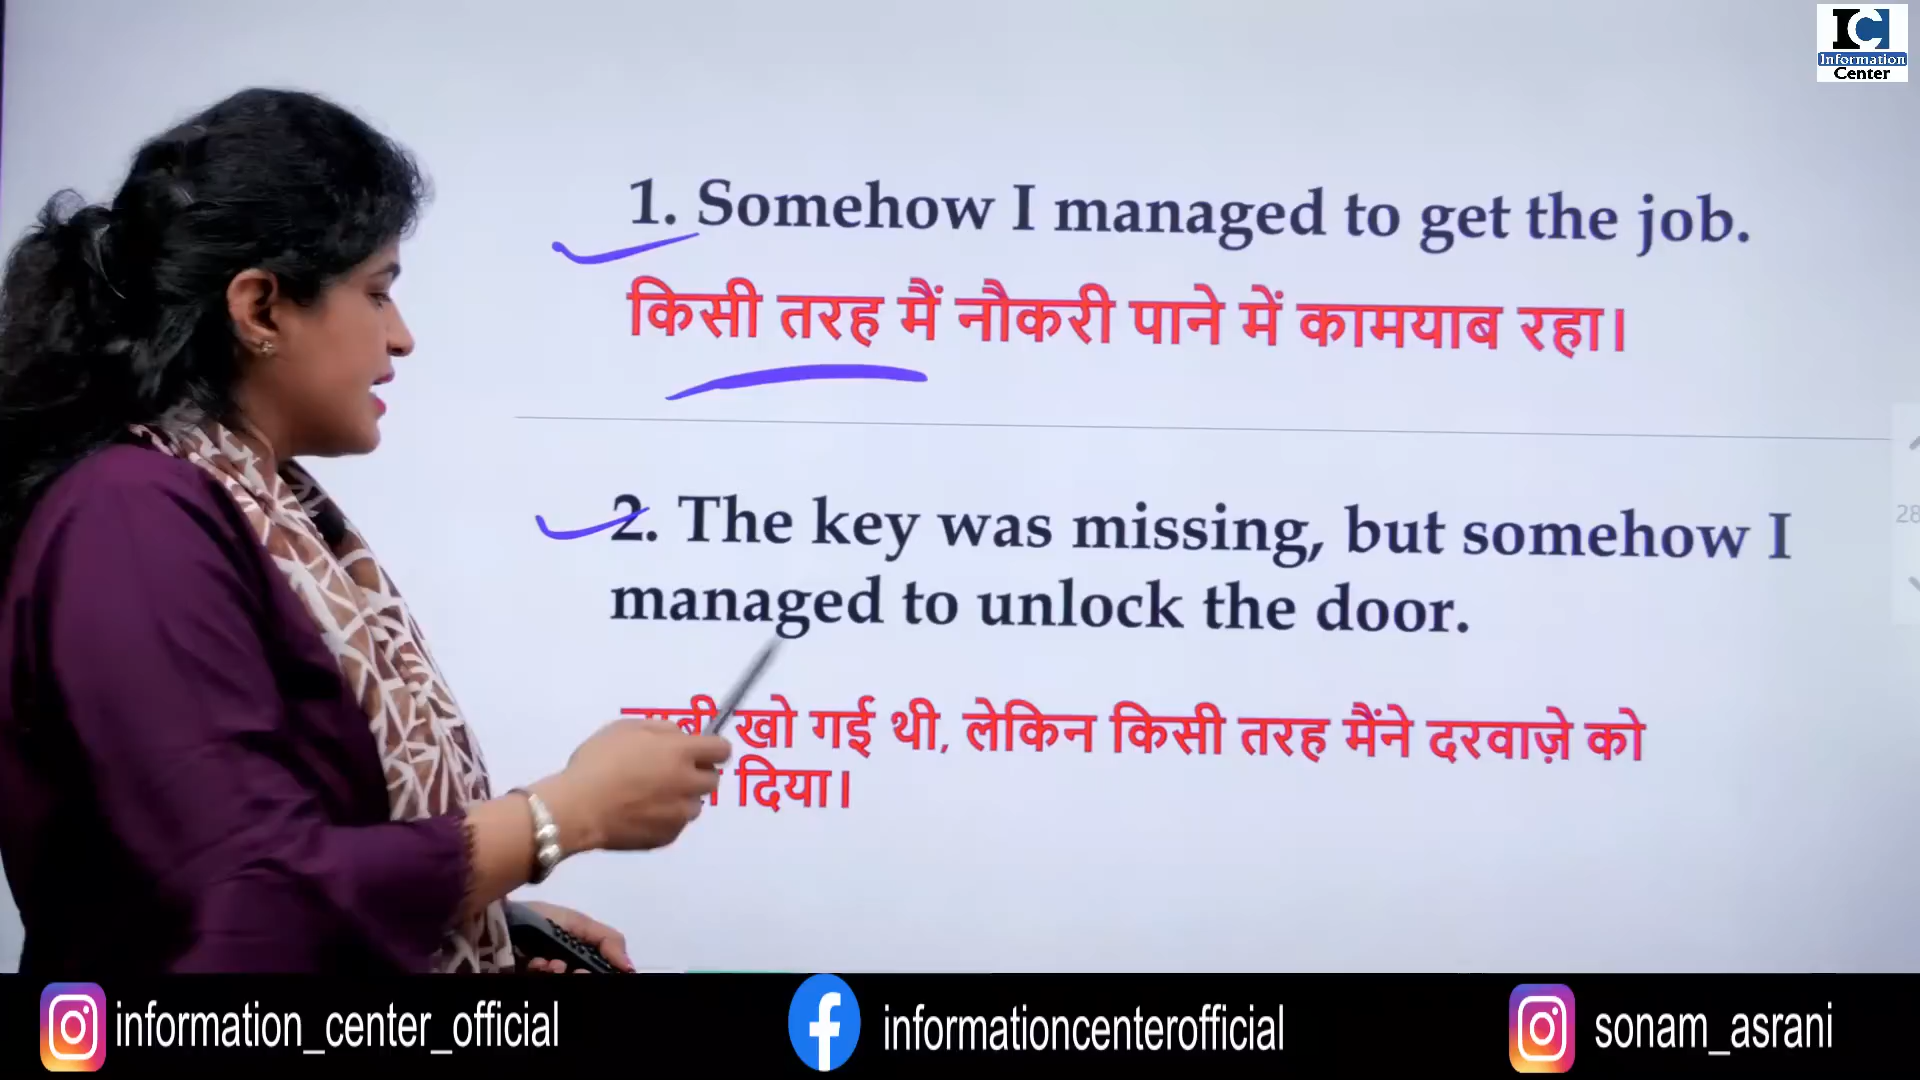 IC
Information
Center
1. Somehow I managed to get the job.
किसी तरह मैं नौकरी पाने में कामयाब रहा।
2. The key was missing, but somehow I
managed to unlock the door.
खो गई थी, लेकिन किसी तरह मैंने दरवाज़े को
दिया।
28
information_center_official
informationcenterofficial
sonam_asrani